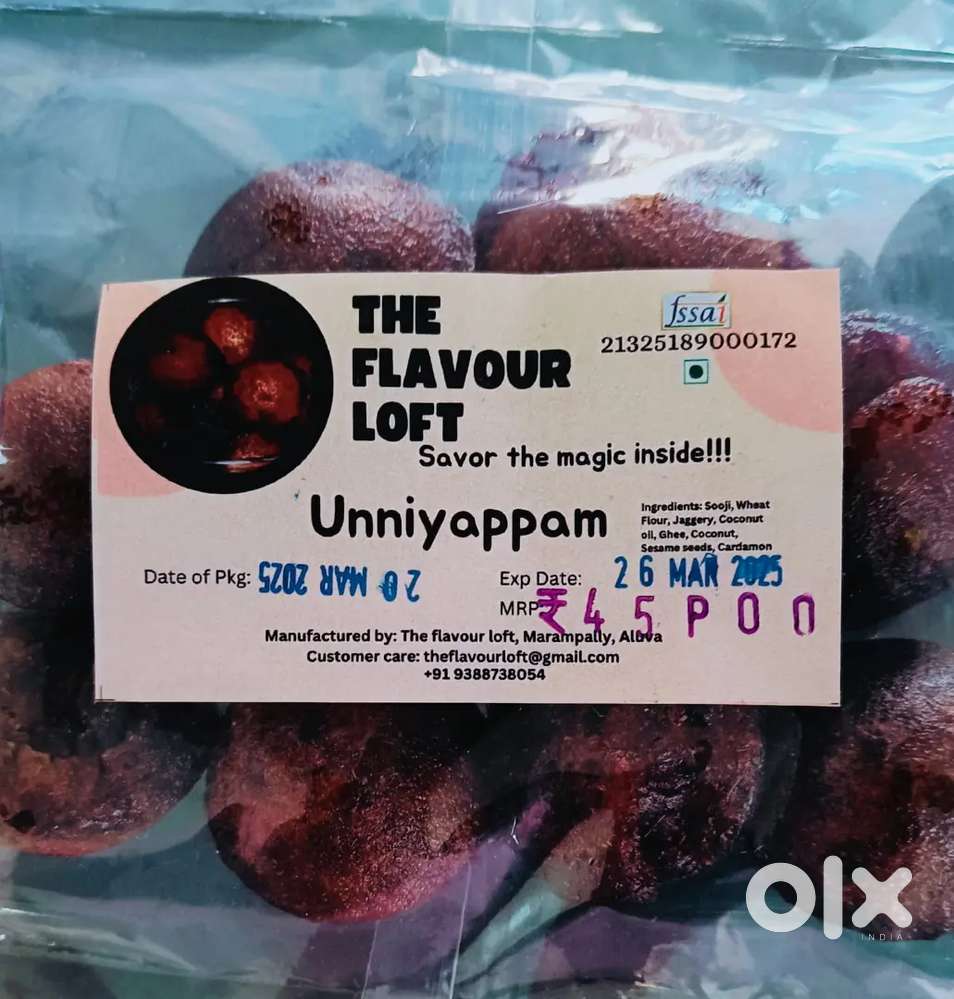 THE
FLAVOUR
LOFT
Savor the magic inside!!!
fssai
21325189000172
Unniyappam
Ingredients: Sooji, Wheat
Flour, Jaggery, Coconut
oil, Ghee, Coconut,
Sesame seeds, Cardamon
Date of Pkg: 20 MAR 2025
Exp Date: 26 MAR 2025
MRP ₹45P00
Manufactured by: The flavour loft, Marampally, Aluva
Customer care: theflavourloft@gmail.com
+91 9388738054
olx
INDIA